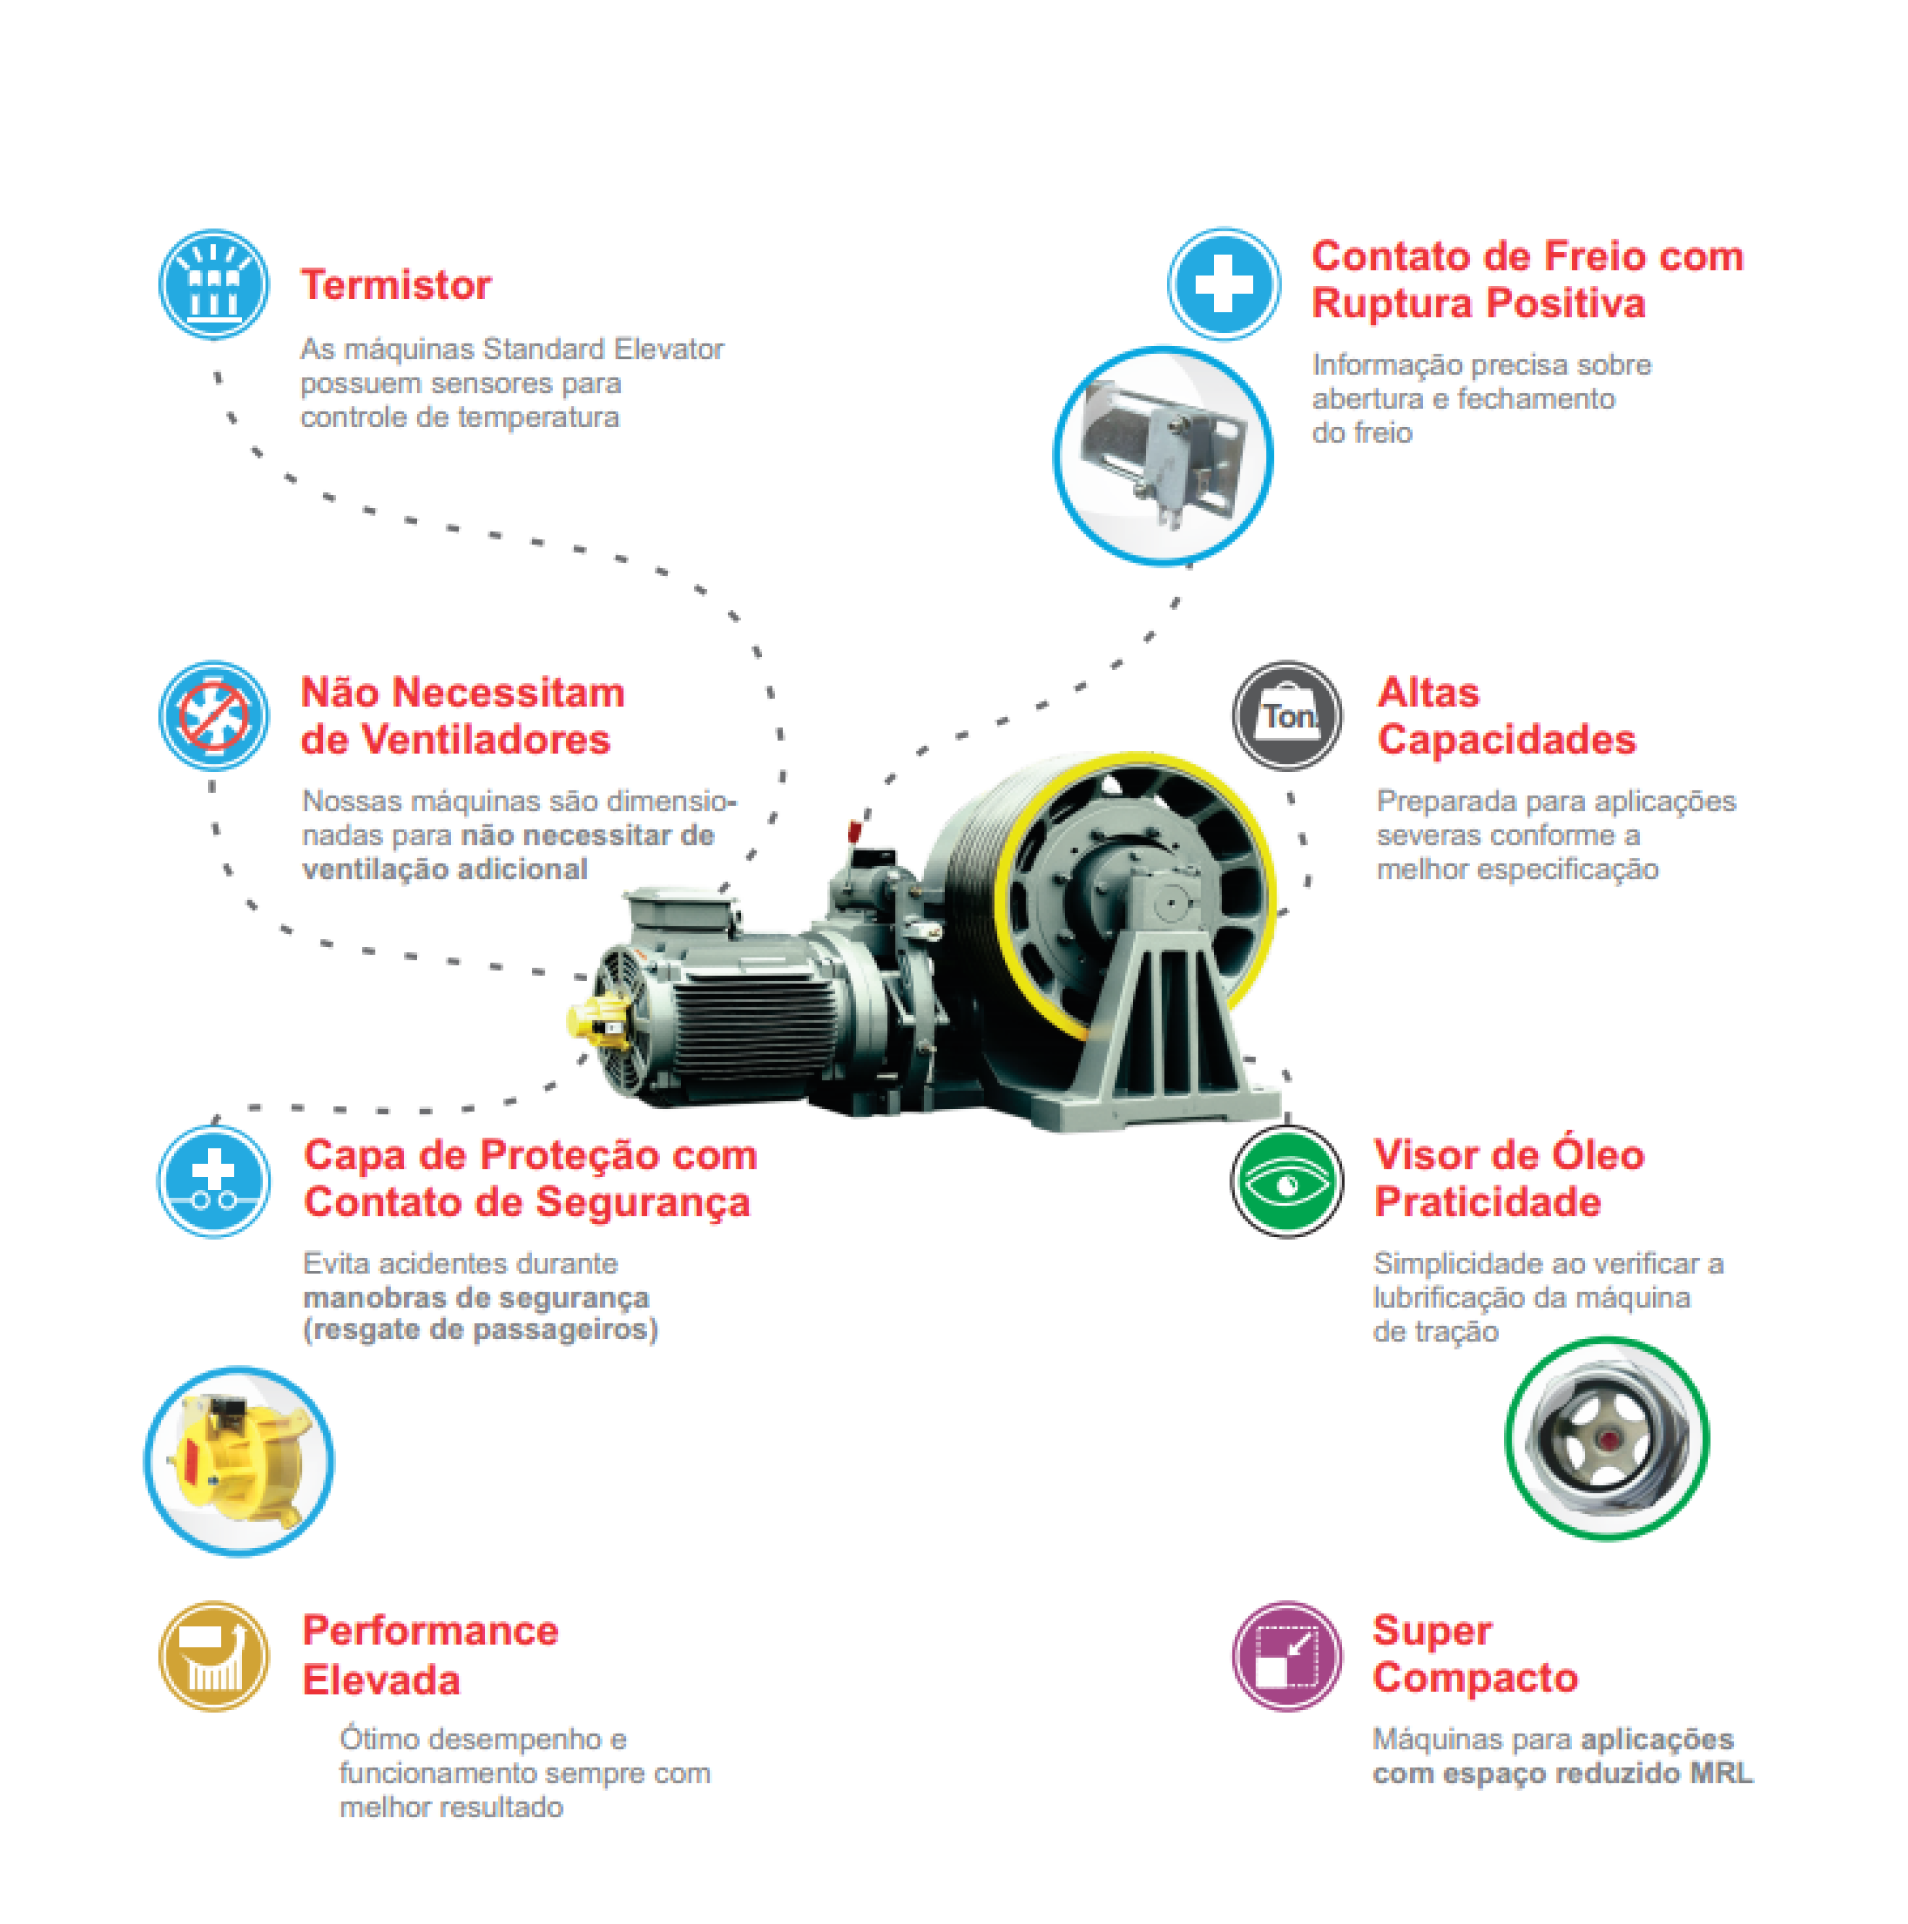 Termistor
As máquinas Standard Elevator
possuem sensores para
controle de temperatura
Contato de Freio com
Ruptura Positiva
Informação precisa sobre
abertura e fechamento
do freio
Não Necessitam
de Ventiladores
Nossas máquinas são dimensio-
nadas para não necessitar de
ventilação adicional
Ton.
Altas
Capacidades
Preparada para aplicações
severas conforme a
melhor especificação
Capa de Proteção com
Contato de Segurança
Evita acidentes durante
manobras de segurança
(resgate de passageiros)
Visor de Óleo
Praticidade
Simplicidade ao verificar a
lubrificação da máquina
de tração
Performance
Elevada
Ótimo desempenho e
funcionamento sempre com
melhor resultado
Super
Compacto
Máquinas para aplicações
com espaço reduzido MRL